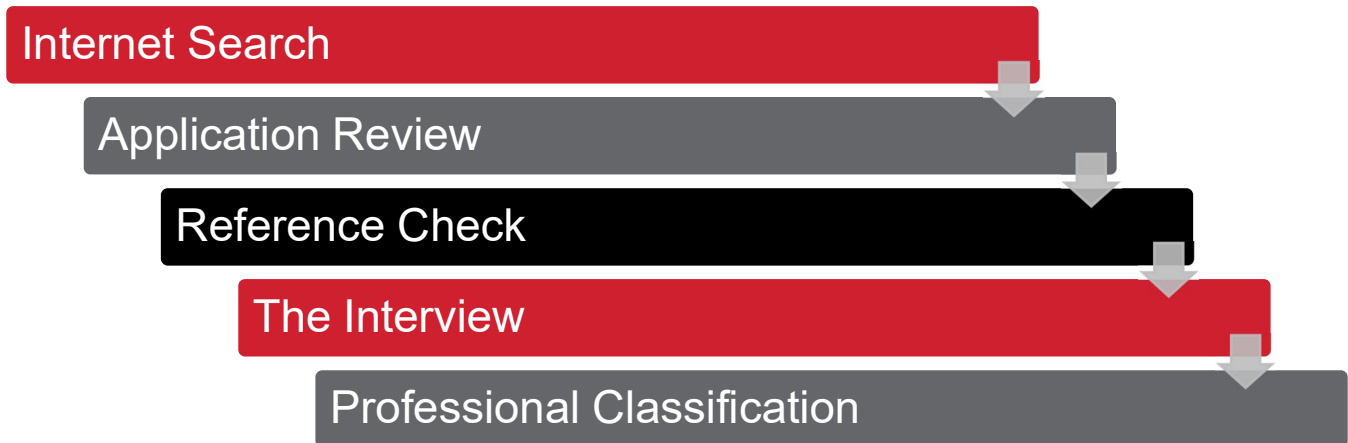 Internet Search
Application Review
Reference Check
The Interview
Professional Classification